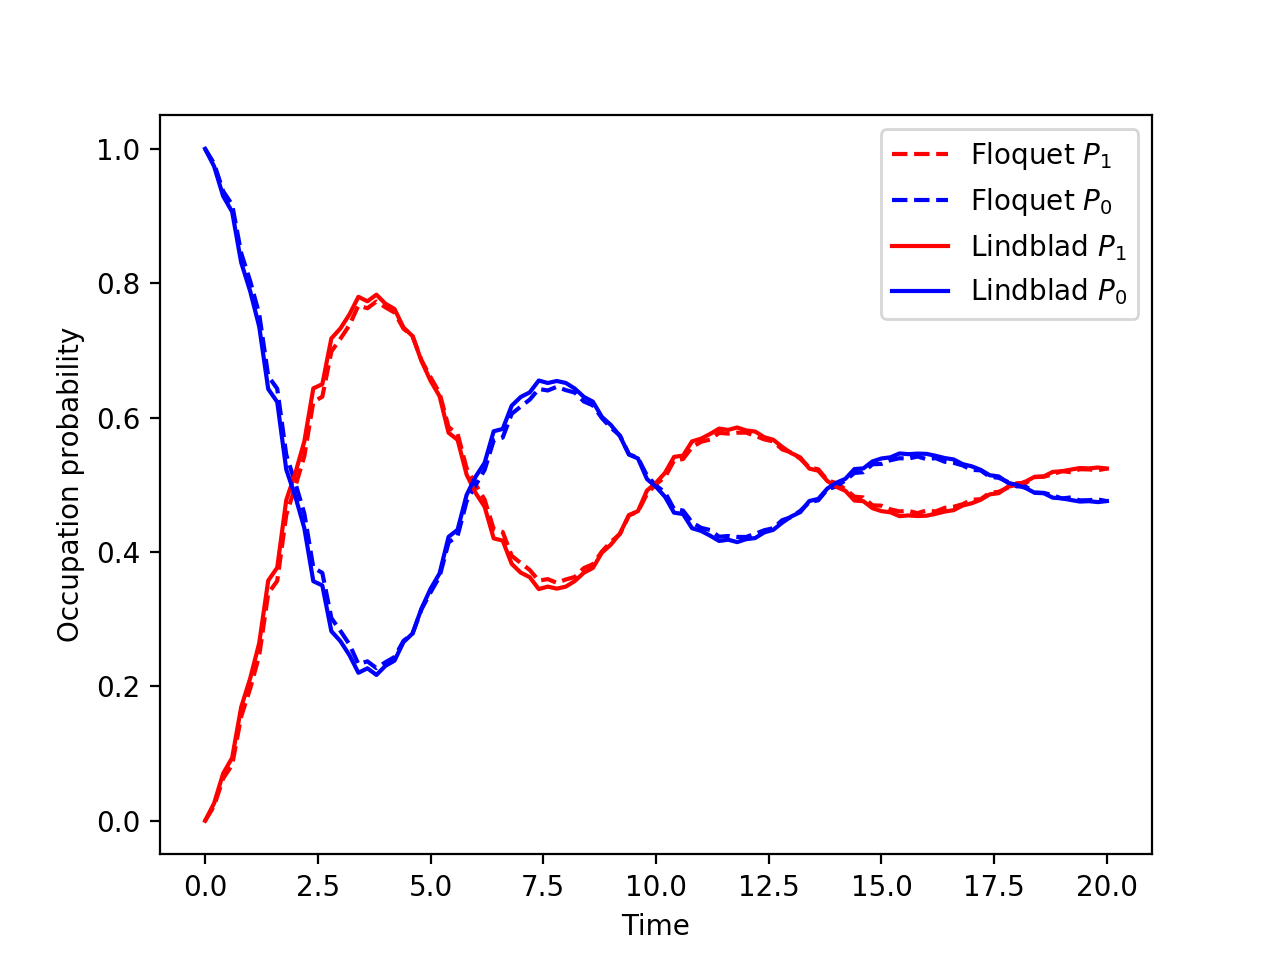 Floquet P₁
Floquet P₀
Lindblad P₁
Lindblad P₀
Occupation probability
1.0
0.8
0.6
0.4
0.2
0.0
0.0 2.5 5.0 7.5 10.0 12.5 15.0 17.5 20.0
Time